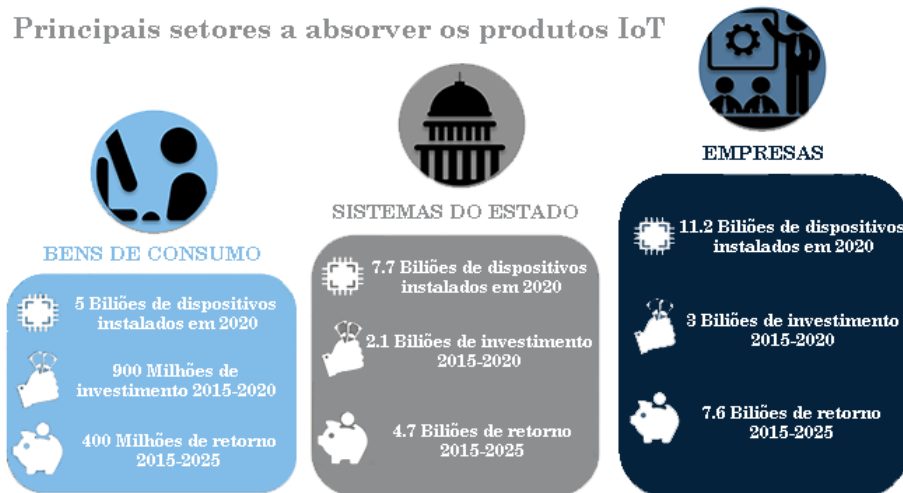 Principais setores a absorver os produtos IoT
BENS DE CONSUMO
5 Biliões de dispositivos
instalados em 2020
900 Milhões de
investimento 2015-2020
400 Milhões de retorno
2015-2025
SISTEMAS DO ESTADO
7.7 Biliões de dispositivos
instalados em 2020
2.1 Biliões de investimento
2015-2020
4.7 Biliões de retorno
2015-2025
EMPRESAS
11.2 Biliões de dispositivos
instalados em 2020
3 Biliões de investimento
2015-2020
7.6 Biliões de retorno
2015-2025